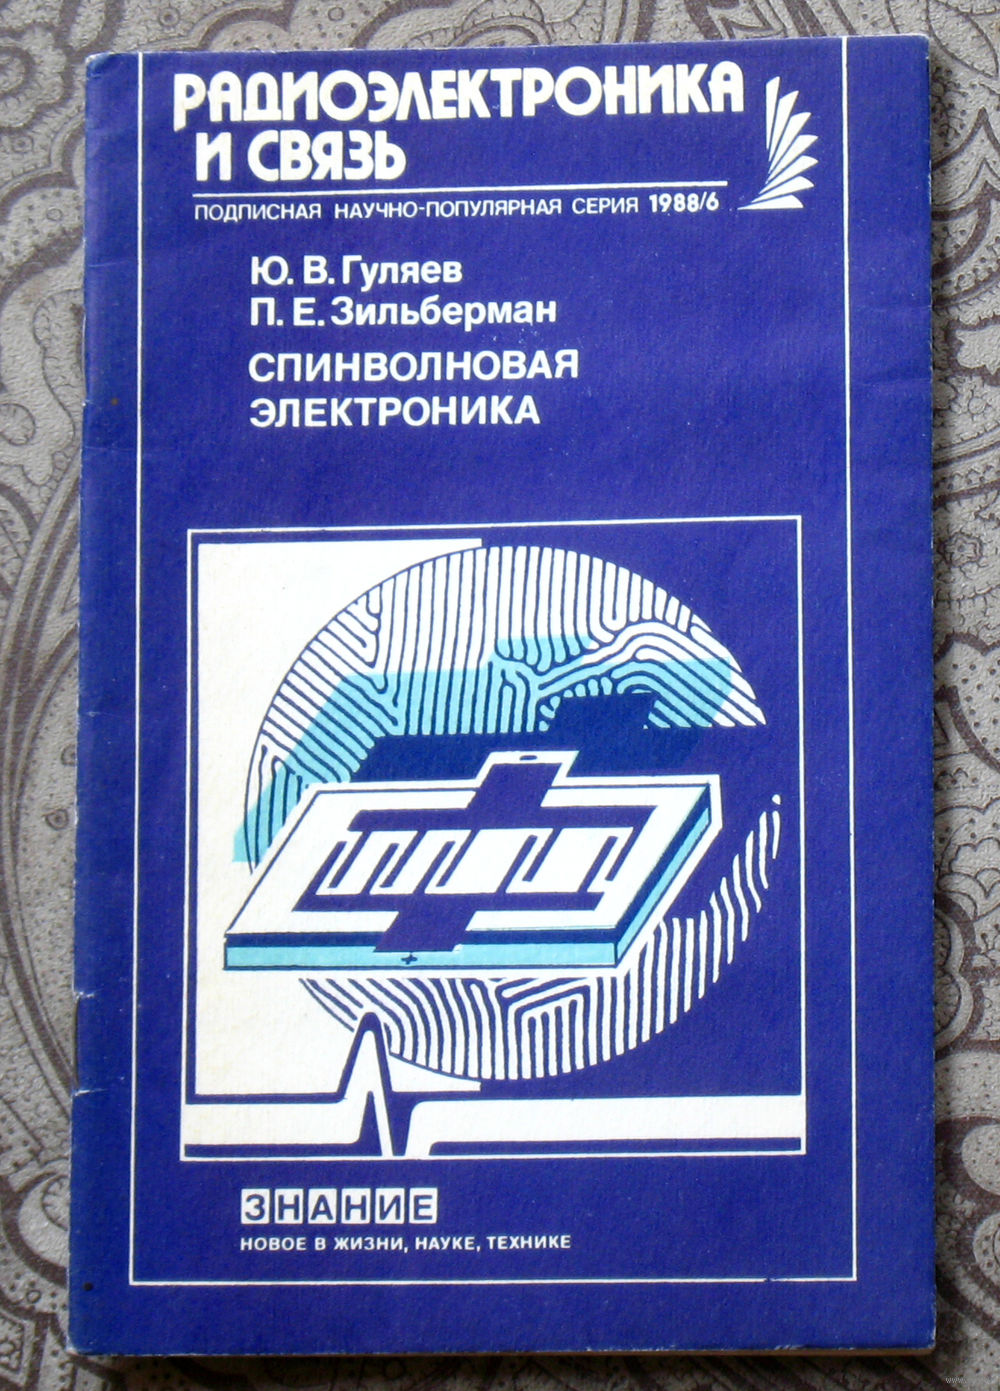 РАДИОЭЛЕКТРОНИКА
И СВЯЗЬ
ПОДПИСНАЯ НАУЧНО-ПОПУЛЯРНАЯ СЕРИЯ 1988/6
Ю. В. Гуляев
П. Е. Зильберман
СПИНВОЛНОВАЯ
ЭЛЕКТРОНИКА
ЗНАНИЕ
НОВОЕ В ЖИЗНИ, НАУКЕ, ТЕХНИКЕ